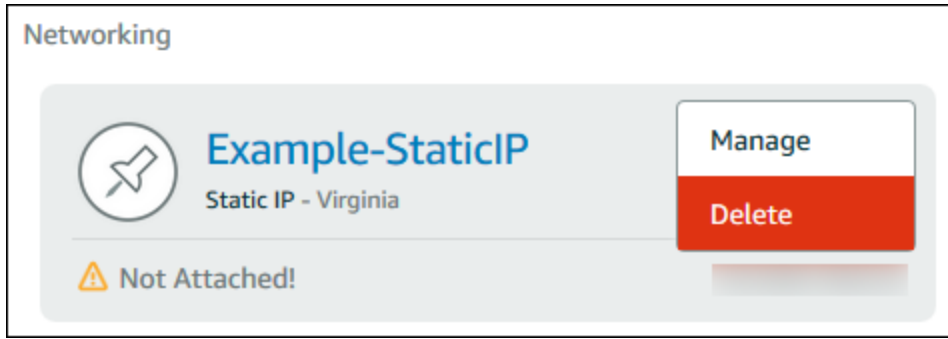 Networking
Example-StaticIP
Static IP - Virginia
Manage
Delete
Not Attached!